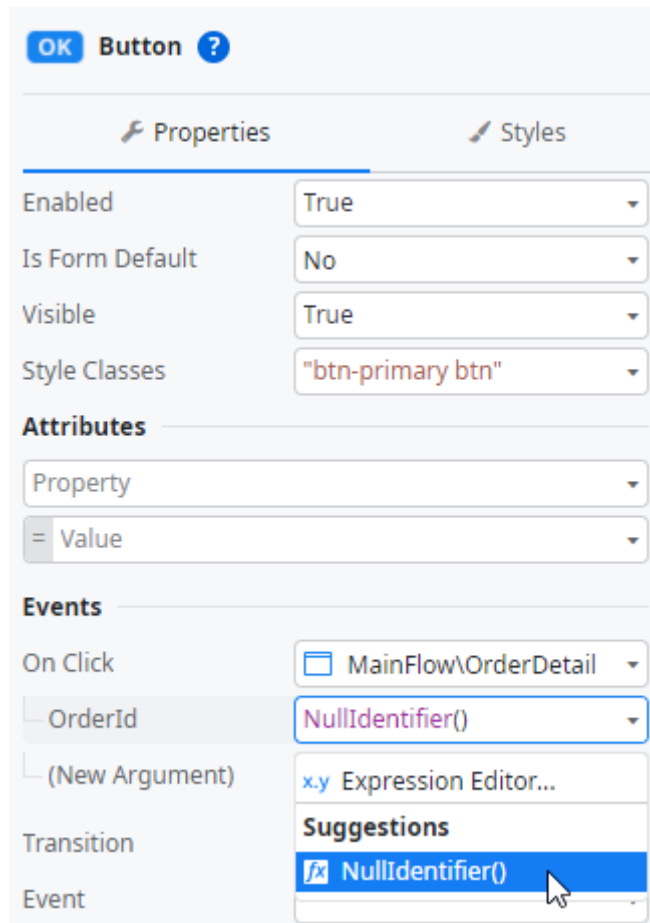 OK Button ?
Properties Styles
Enabled True
Is Form Default No
Visible True
Style Classes "btn-primary btn"
Attributes
Property
= Value
Events
On Click MainFlow\OrderDetail
OrderId NullIdentifier()
(New Argument) x.y Expression Editor...
Suggestions
Transition
fx NullIdentifier()
Event